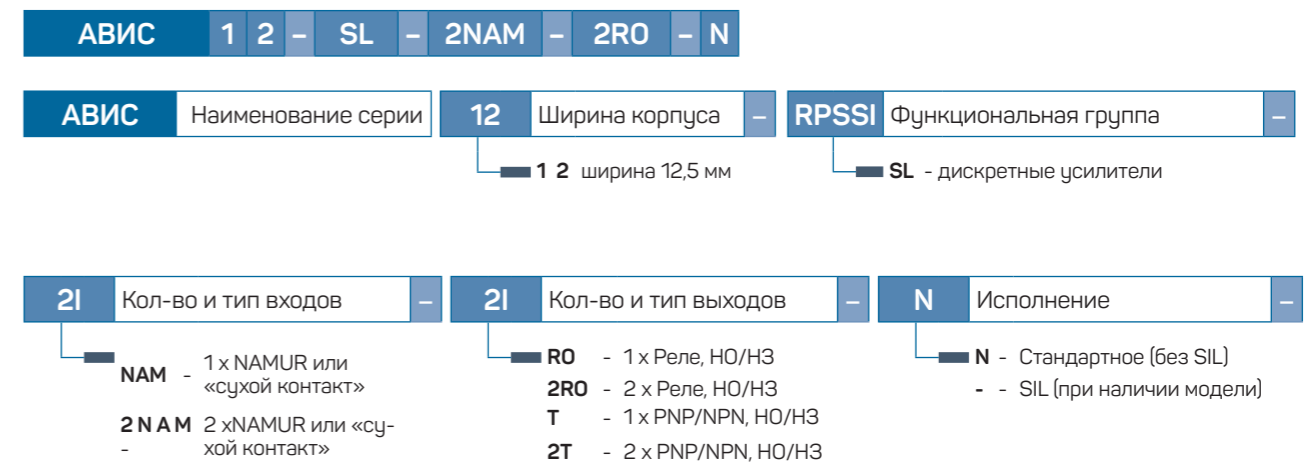 АВИС 1 2 – SL – 2NAM – 2RO – N
АВИС Наименование серии
12 Ширина корпуса –
1 2 ширина 12,5 мм
RPSSI Функциональная группа –
SL - дискретные усилители
2I Кол-во и тип входов –
NAM - 1 x NAMUR или
«сухой контакт»
2 N A M 2 xNAMUR или «су-
- хой контакт»
2I Кол-во и тип выходов –
RO - 1 x Реле, НО/НЗ
2RO - 2 x Реле, НО/НЗ
T - 1 x PNP/NPN, НО/НЗ
2T - 2 x PNP/NPN, НО/НЗ
N Исполнение –
N - Стандартное (без SIL)
- - SIL (при наличии модели)